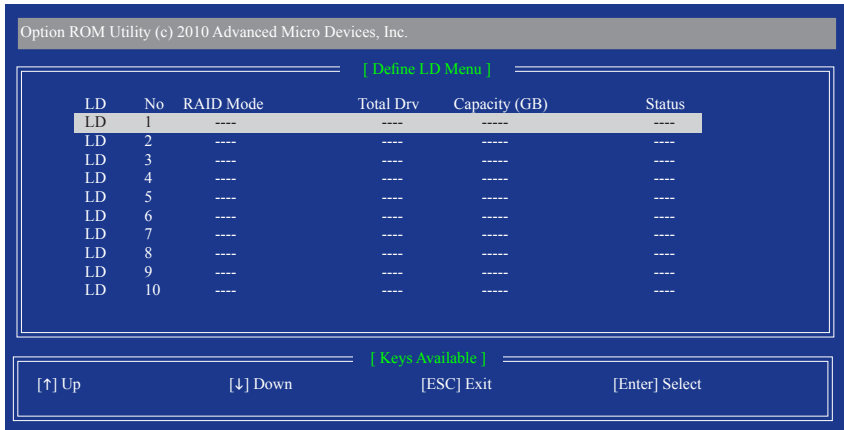 Option ROM Utility (c) 2010 Advanced Micro Devices, Inc.
[ Define LD Menu ]
LD No RAID Mode Total Drv Capacity (GB) Status
LD 1 ---- ---- ----- ----
LD 2 ---- ---- ----- ----
LD 3 ---- ---- ----- ----
LD 4 ---- ---- ----- ----
LD 5 ---- ---- ----- ----
LD 6 ---- ---- ----- ----
LD 7 ---- ---- ----- ----
LD 8 ---- ---- ----- ----
LD 9 ---- ---- ----- ----
LD 10 ---- ---- ----- ----
[ Keys Available ]
[↑] Up [↓] Down [ESC] Exit [Enter] Select